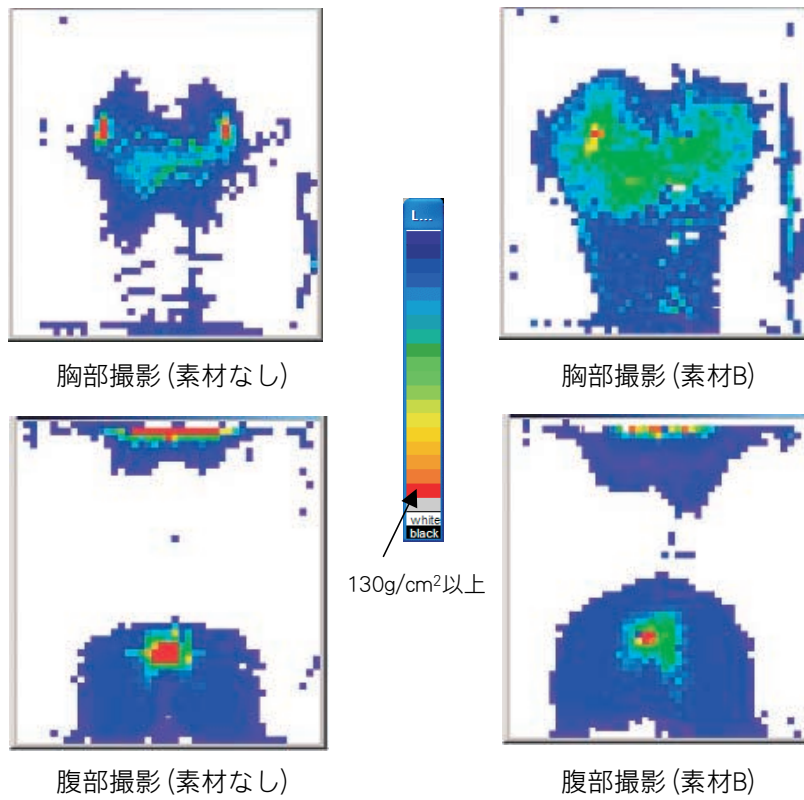 胸部撮影 (素材なし)
胸部撮影 (素材B)
L...
white
black
130g/cm²以上
腹部撮影 (素材なし)
腹部撮影 (素材B)